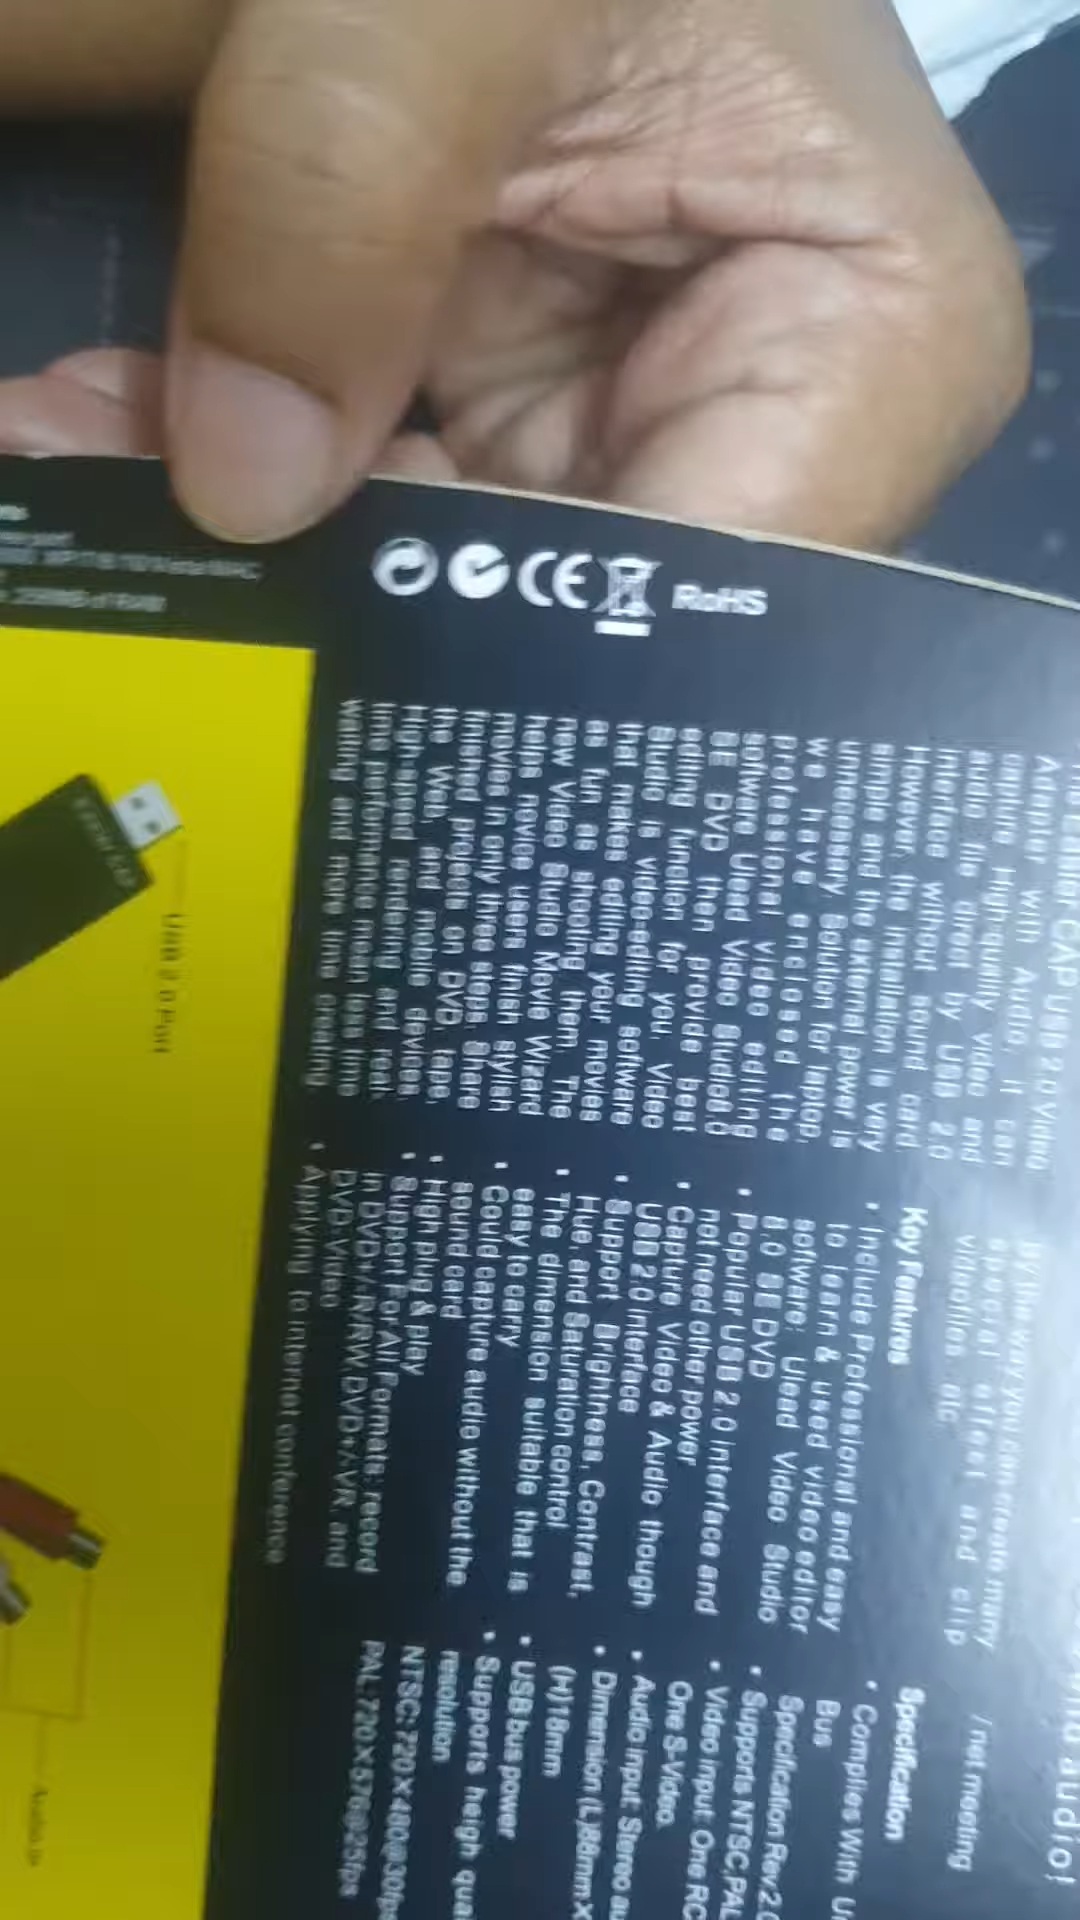 RoHS
Adapter with Audio, it can
capture High-quality video and
audio file direct by USB 2.0
interface without sound card.
However, the installation is very
simple and the external power is
unnecessary. Solution for laptop,
we have enclosed the
professional video editing
software: Ulead Video Studio8.0
SE DVD then provide best
editing function for you, Video
Studio is video-editing software
that makes editing your movies
as fun as shooting them. The
new Video Studio Movie Wizard
helps novice users finish stylish
movies in only three steps. Share
finished projects on DVD, tape,
the Web, and mobile devives.
High-speed rendering and real-
time performance mean less time
waiting and more time creating.
By the way, you can create many
special effect and clip
videofiles etc
Key Features
• Include Professional and easy
to learn & used video editor
software: Ulead Video Studio
8.0 SE DVD
• Popular USB 2.0 interface and
not need other power
• Capture Video & Audio though
USB 2.0 interface
• Support Brightness, Contrast,
Hue, and Saturation control
• The dimension suitable that is
easy to carry
• Could capture audio without the
sound card
• High plug & play
• Support For All Formats: record
in DVD+/-R/RW, DVD+/-VR, and
DVD-Video
• Applying to internet conference
/ net meeting
Specification
• Complies With
Bus
Specification Rev.2.0
• Supports NTSC, PAL
• Video Input: One RC
One S-Video
• Audio Input: Stereo au
• Dimension (L)88mm X
(H)18mm
• USB bus power
• Supports heigh qua
resolution
NTSC: 720 X 480@30fps
PAL: 720 X 576@25fps
USB 2.0 Port
Audio